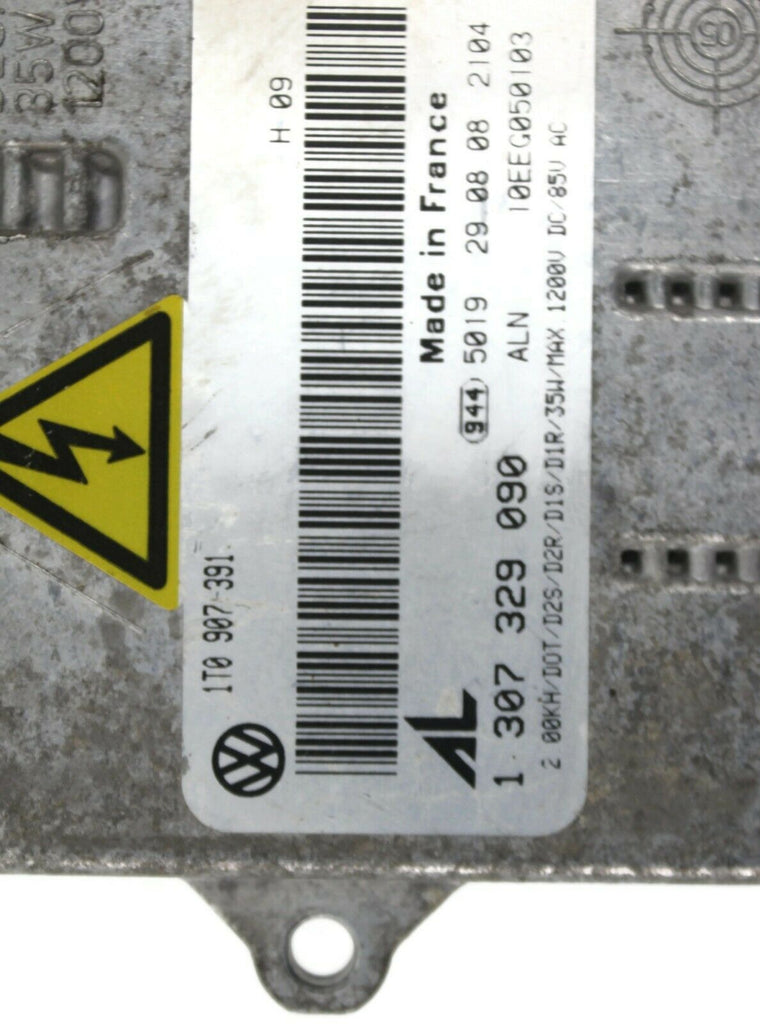 35W
1200V
1T0 907 391
H 09
Made in France
944 5019 29 08 08 2104
ALN 10EEG050103
AL
1 307 329 090
2 00KH/DOT/D2S/D2R/D1S/D1R/35W/MAX 1200V DC/85V AC